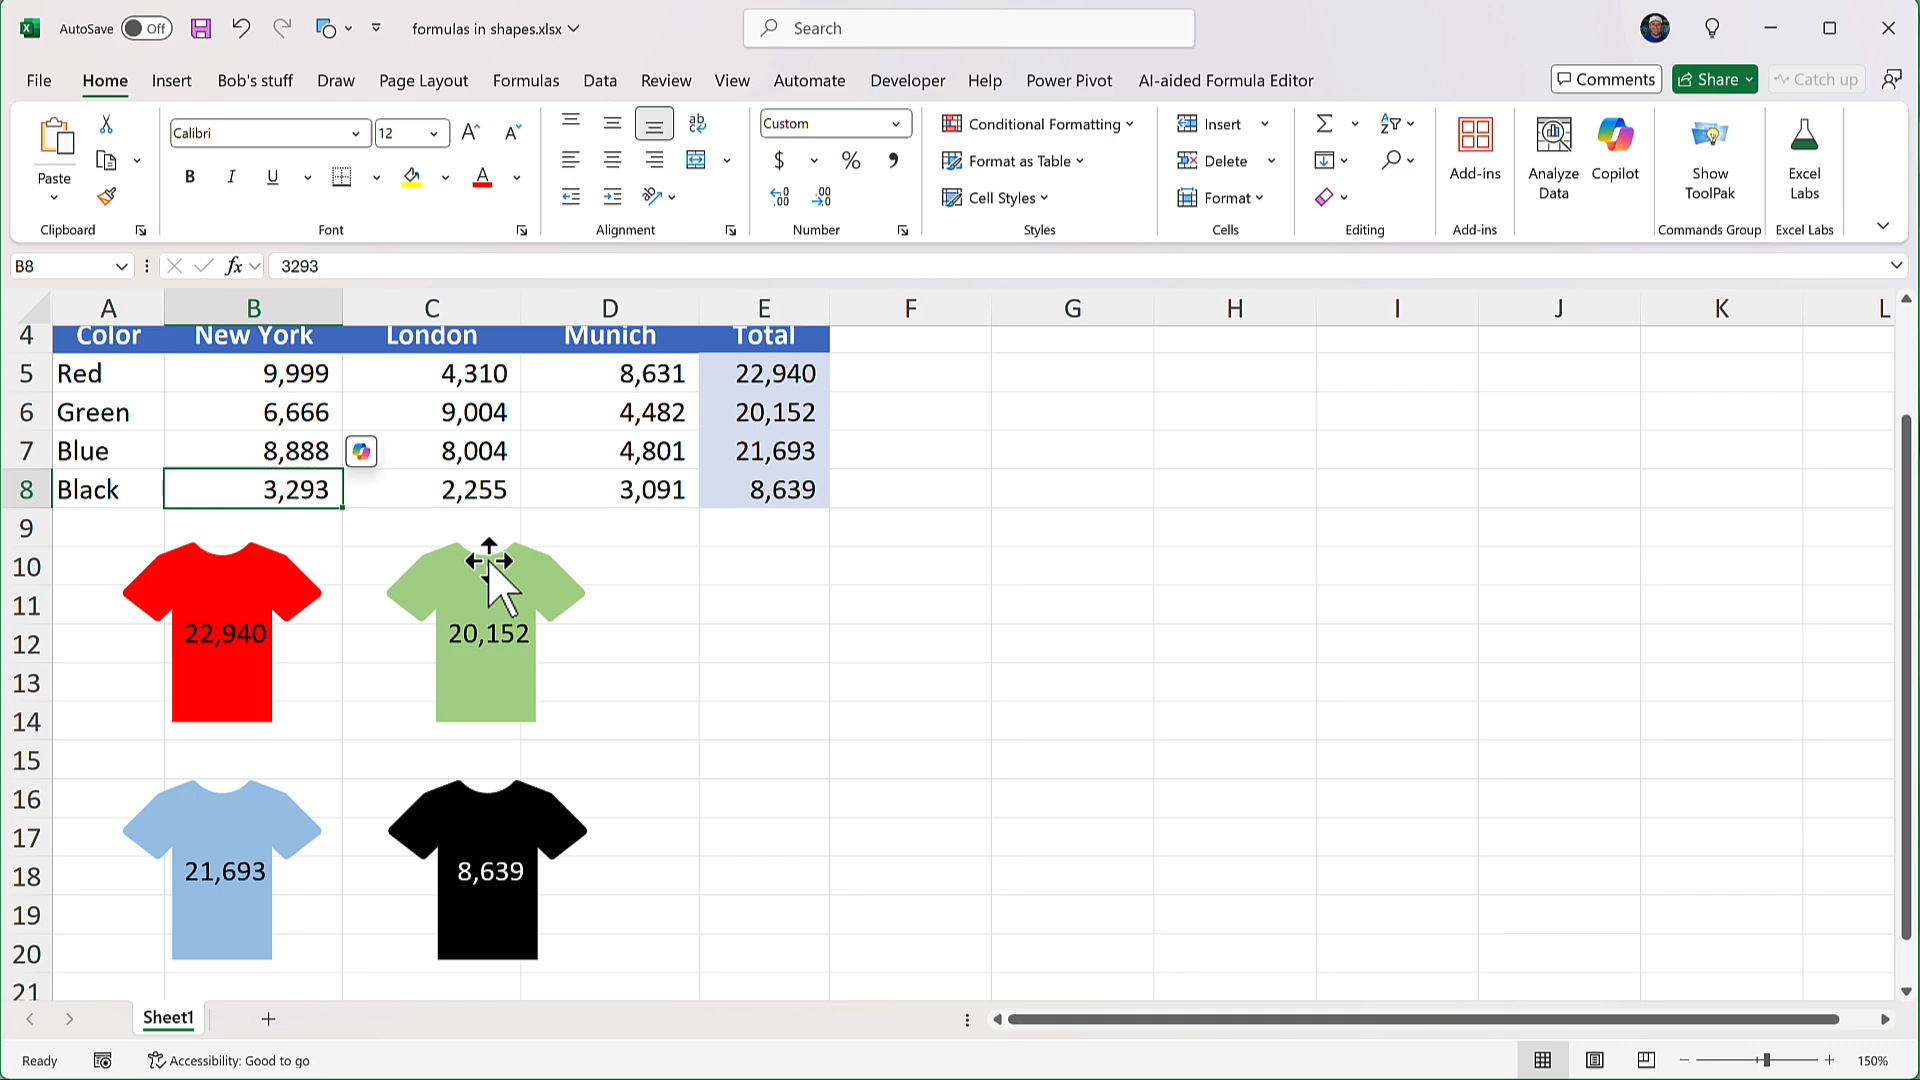 AutoSave Off formulas in shapes.xlsx Search
File Home Insert Bob's stuff Draw Page Layout Formulas Data Review View Automate Developer Help Power Pivot AI-aided Formula Editor Comments Share Catch up
Calibri 12 Custom Conditional Formatting Insert
Format as Table Delete
Paste B I U A $ % Cell Styles Format Add-ins Analyze Data Copilot Show ToolPak Excel Labs
Clipboard Font Alignment Number Styles Cells Editing Add-ins Commands Group Excel Labs
B8 fx 3293
A B C D E F G H I J K L
4 Color New York London Munich Total
5 Red 9,999 4,310 8,631 22,940
6 Green 6,666 9,004 4,482 20,152
7 Blue 8,888 8,004 4,801 21,693
8 Black 3,293 2,255 3,091 8,639
9
10
11
12 22,940 20,152
13
14
15
16
17
18 21,693 8,639
19
20
21
Sheet1
Ready Accessibility: Good to go 150%